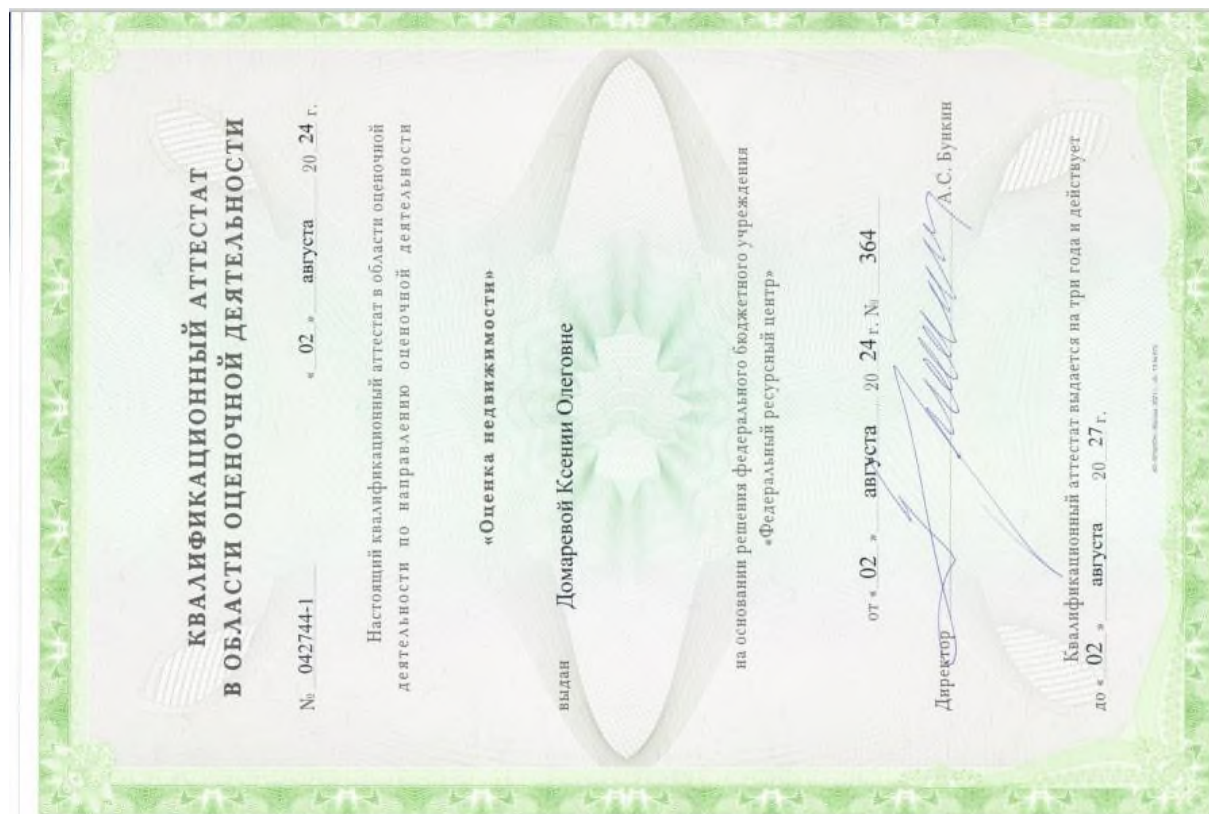 КВАЛИФИКАЦИОННЫЙ АТТЕСТАТ
В ОБЛАСТИ ОЦЕНОЧНОЙ ДЕЯТЕЛЬНОСТИ
№ 042744-1 « 02 » августа 20 24 г.
Настоящий квалификационный аттестат в области оценочной
деятельности по направлению оценочной деятельности
«Оценка недвижимости»
выдан Домаревой Ксении Олеговне
на основании решения федерального бюджетного учреждения
«Федеральный ресурсный центр»
от « 02 » августа 20 24 г. № 364
Директор А.С. Бункин
Квалификационный аттестат выдается на три года и действует
до « 02 » августа 20 27 г.